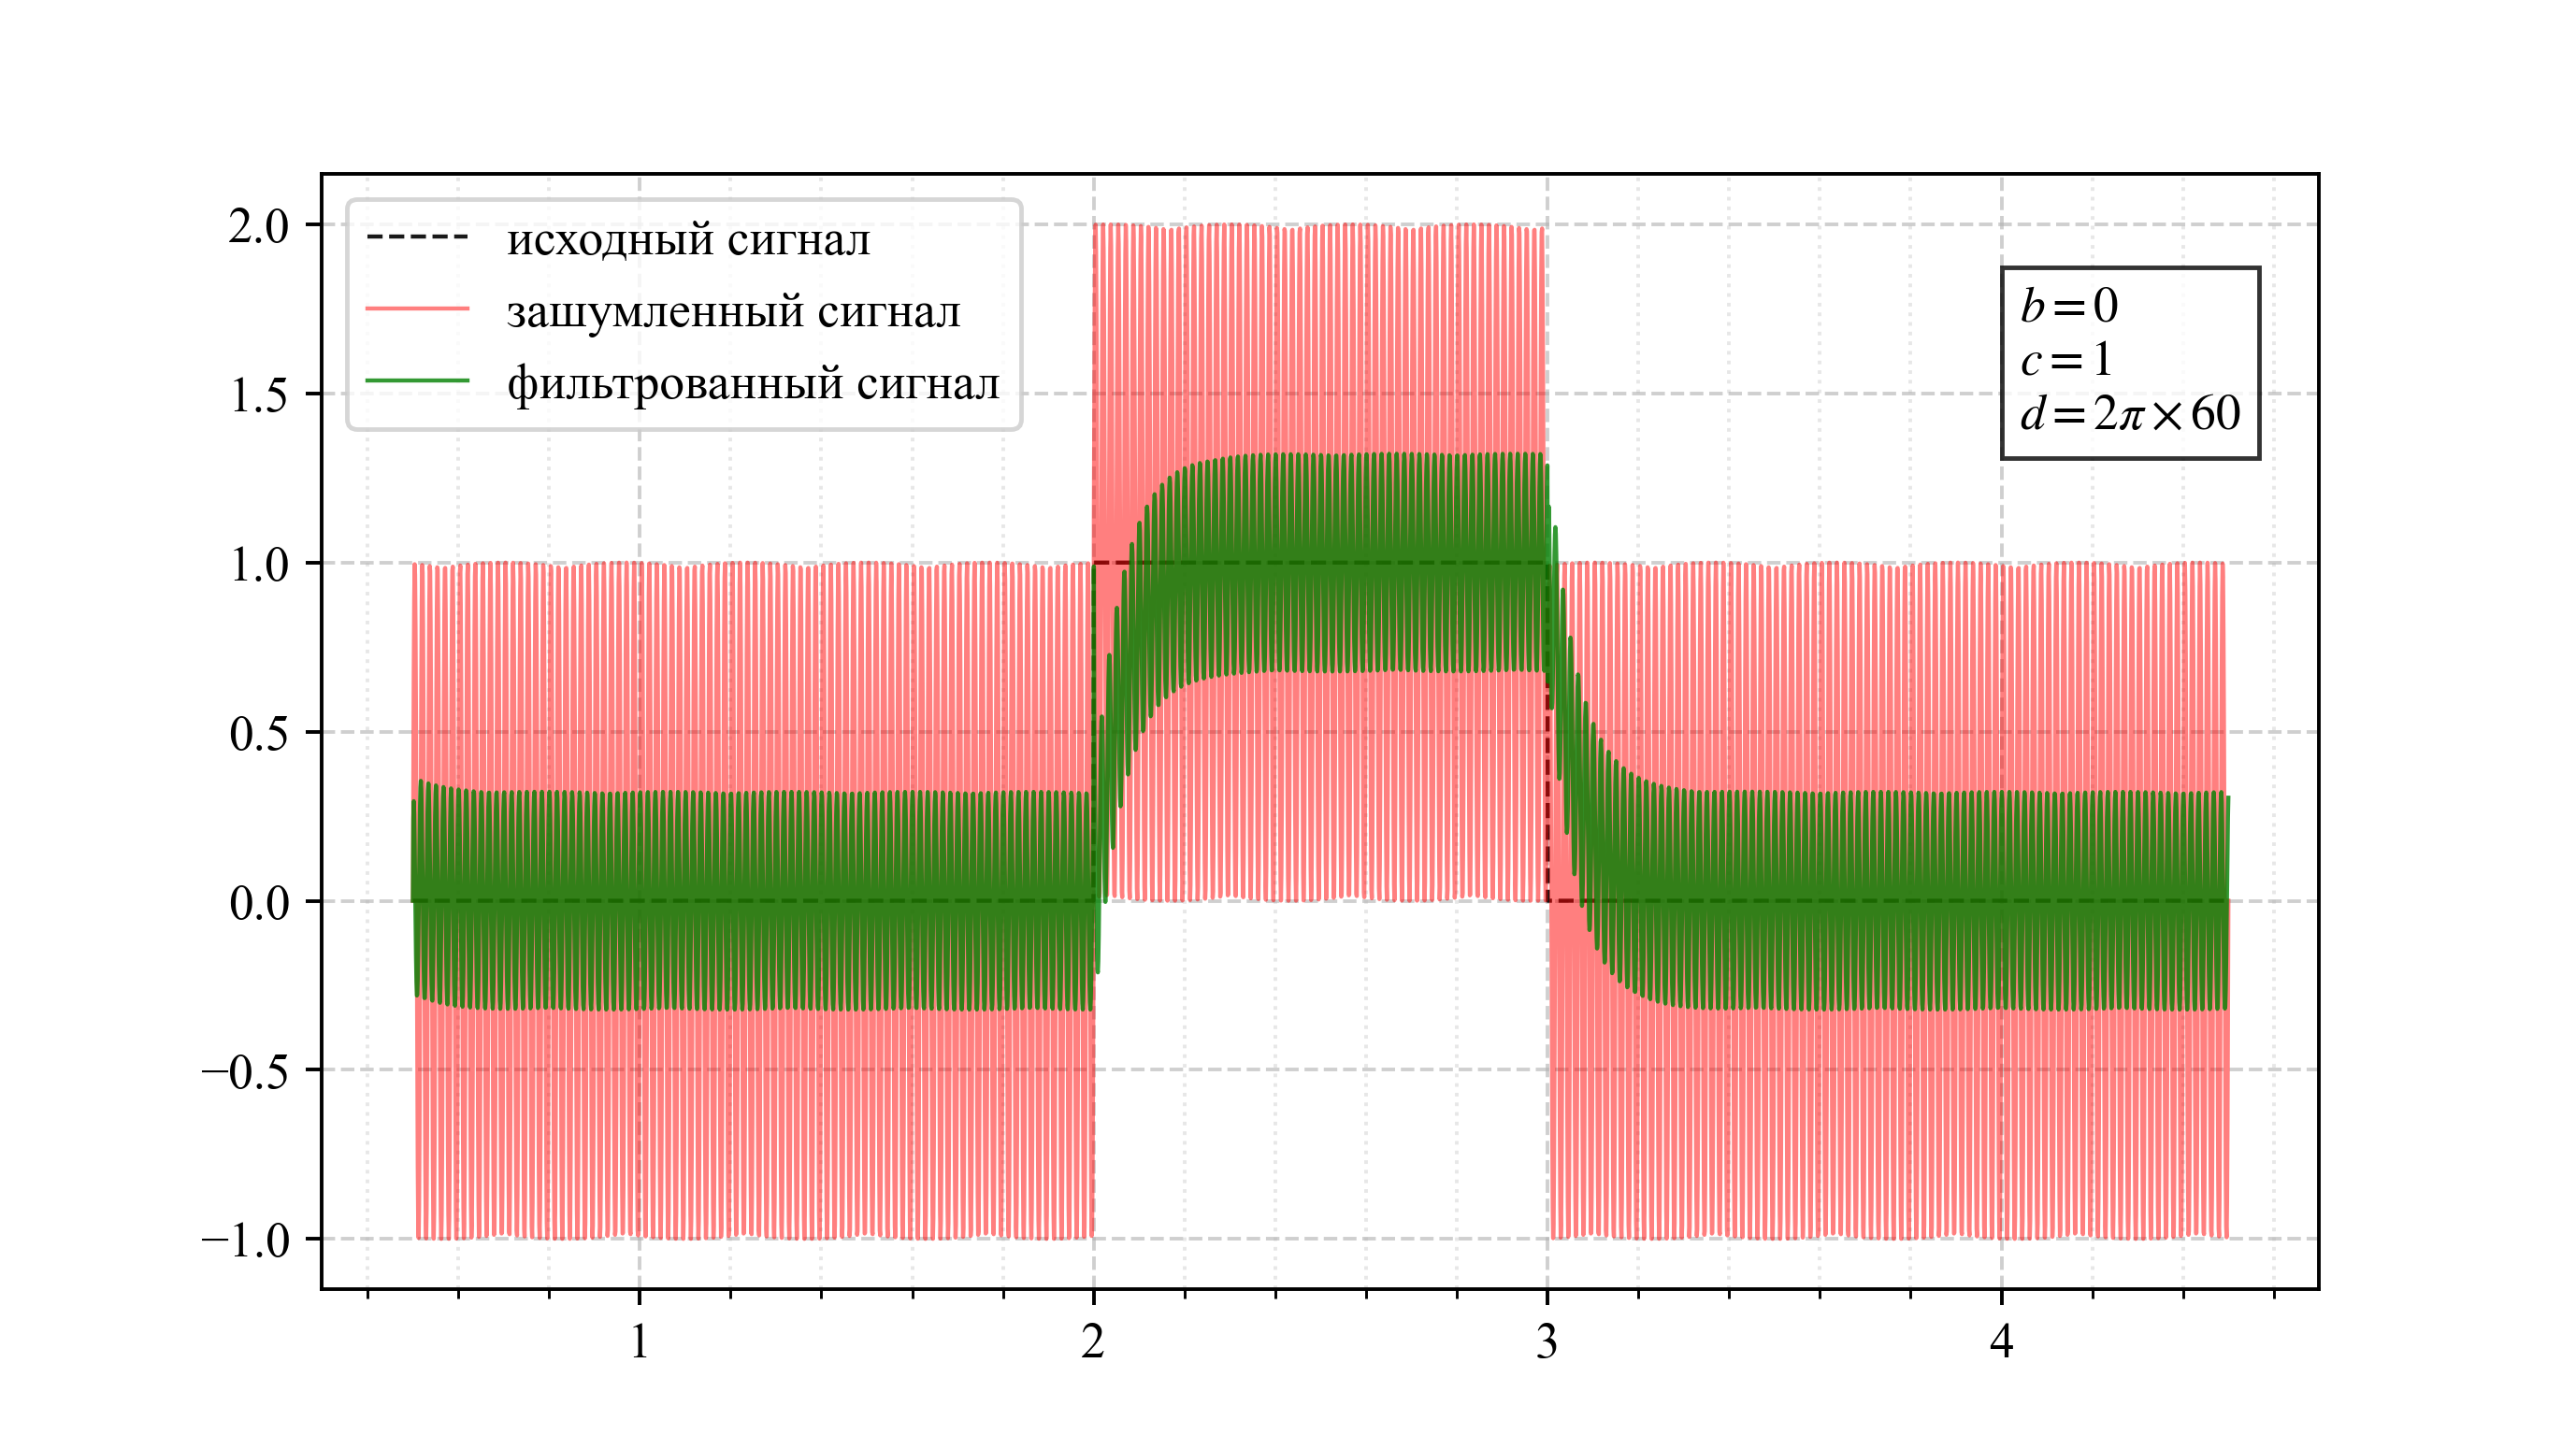 исходный сигнал
зашумленный сигнал
фильтрованный сигнал
b = 0
c = 1
d = 2π × 60
2.0
1.5
1.0
0.5
0.0
−0.5
−1.0
1 2 3 4